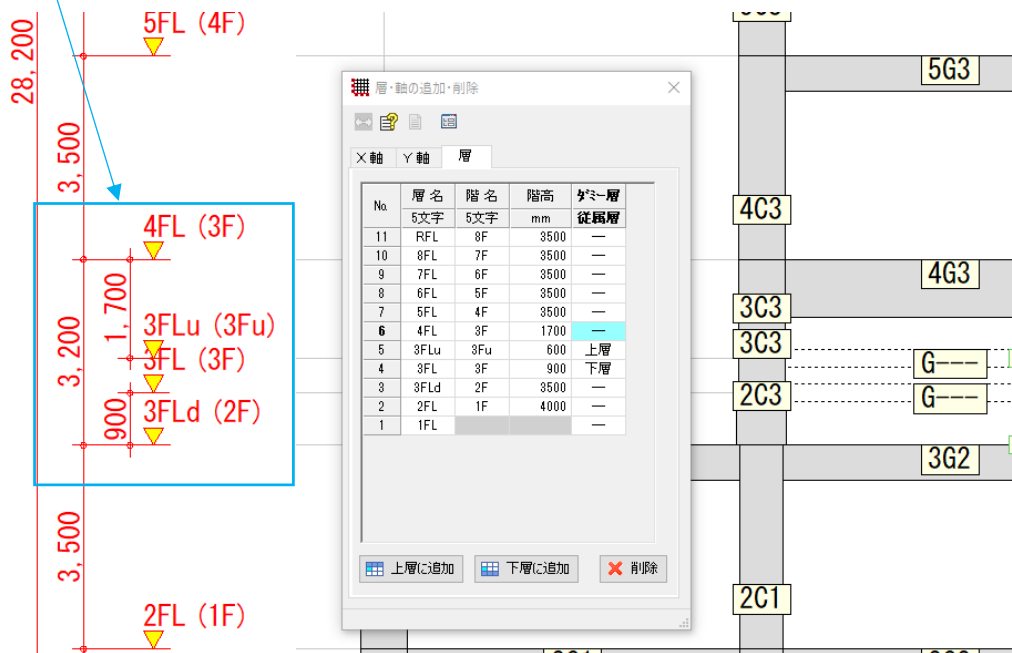 5FL (4F)
28,200
3,500
4FL (3F)
1,700
3FLu (3Fu)
3,200
3FL (3F)
900
3FLd (2F)
3,500
2FL (1F)
層・軸の追加・削除
X軸 Y軸 層
No. 層名 階名 階高 ダミー層
5文字 5文字 mm 従属層
11 RFL 8F 3500 —
10 8FL 7F 3500 —
9 7FL 6F 3500 —
8 6FL 5F 3500 —
7 5FL 4F 3500 —
6 4FL 3F 1700 —
5 3FLu 3Fu 600 上層
4 3FL 3F 900 下層
3 3FLd 2F 3500 —
2 2FL 1F 4000 —
1 1FL —
上層に追加 下層に追加 削除
5G3
4C3
4G3
3C3
3C3
G---
2C3
G---
3G2
2C1